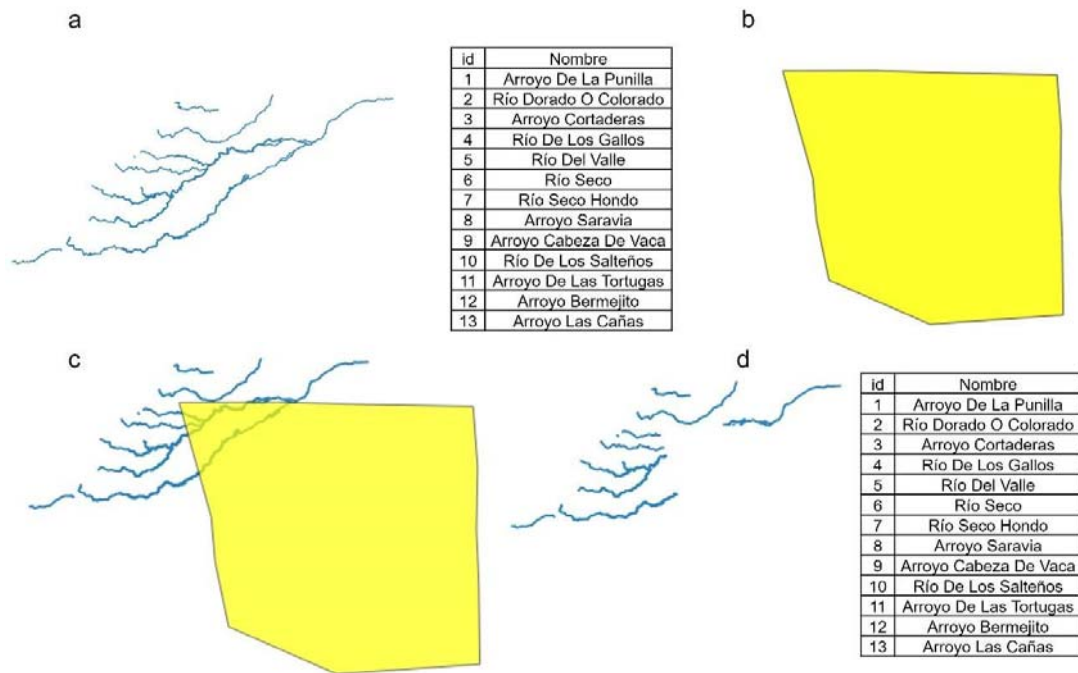 a
b
id Nombre
1 Arroyo De La Punilla
2 Río Dorado O Colorado
3 Arroyo Cortaderas
4 Río De Los Gallos
5 Río Del Valle
6 Río Seco
7 Río Seco Hondo
8 Arroyo Saravia
9 Arroyo Cabeza De Vaca
10 Río De Los Salteños
11 Arroyo De Las Tortugas
12 Arroyo Bermejito
13 Arroyo Las Cañas
c
d
id Nombre
1 Arroyo De La Punilla
2 Río Dorado O Colorado
3 Arroyo Cortaderas
4 Río De Los Gallos
5 Río Del Valle
6 Río Seco
7 Río Seco Hondo
8 Arroyo Saravia
9 Arroyo Cabeza De Vaca
10 Río De Los Salteños
11 Arroyo De Las Tortugas
12 Arroyo Bermejito
13 Arroyo Las Cañas